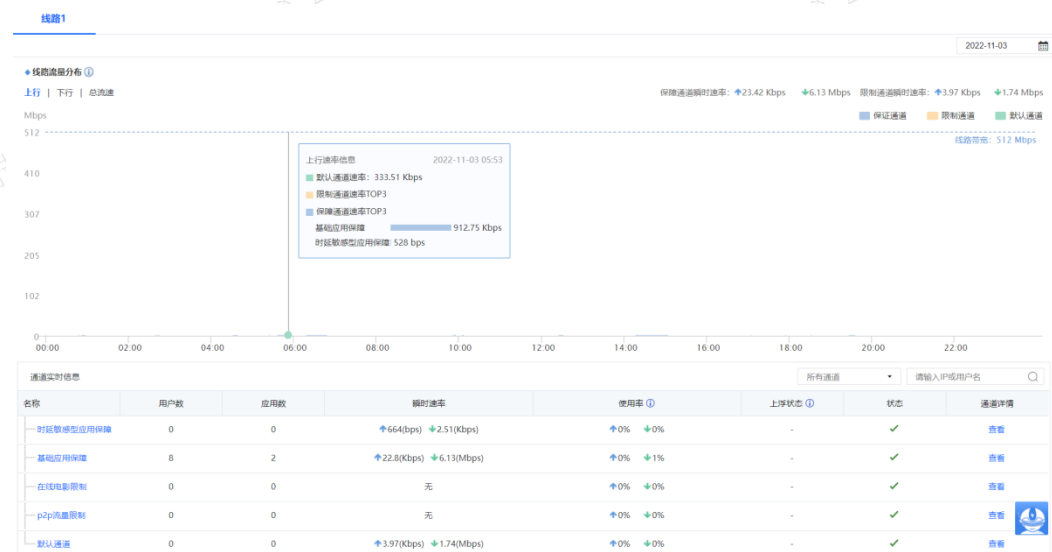 线路1
2022-11-03
线路流量分布
上行 | 下行 | 总流速
保障通道瞬时速率: ↑23.42 Kbps ↓6.13 Mbps 限制通道瞬时速率: ↑3.97 Kbps ↓1.74 Mbps
Mbps
保证通道 限制通道 默认通道
512
线路带宽: 512 Mbps
410
307
205
102
0
上行速率信息 2022-11-03 05:53
默认通道速率: 333.51 Kbps
限制通道速率TOP3
保障通道速率TOP3
基础应用保障 912.75 Kbps
时延敏感型应用保障: 528 bps
00:00 02:00 04:00 06:00 08:00 10:00 12:00 14:00 16:00 18:00 20:00 22:00
通道实时信息 所有通道 请输入IP或用户名
名称 用户数 应用数 瞬时速率 使用率 上浮状态 状态 通道详情
时延敏感型应用保障 0 0 ↑664(bps) ↓2.51(Kbps) ↑0% ↓0% - ✓ 查看
基础应用保障 8 2 ↑22.8(Kbps) ↓6.13(Mbps) ↑0% ↓1% - ✓ 查看
在线电影限制 0 0 无 ↑0% ↓0% - ✓ 查看
p2p流量限制 0 0 无 ↑0% ↓0% - ✓ 查看
默认通道 0 0 ↑3.97(Kbps) ↓1.74(Mbps) ↑0% ↓0% - ✓ 查看